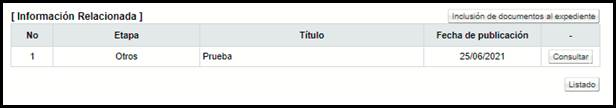 [ Información Relacionada ] Inclusión de documentos al expediente
No Etapa Título Fecha de publicación -
1 Otros Prueba 25/06/2021 Consultar
Listado